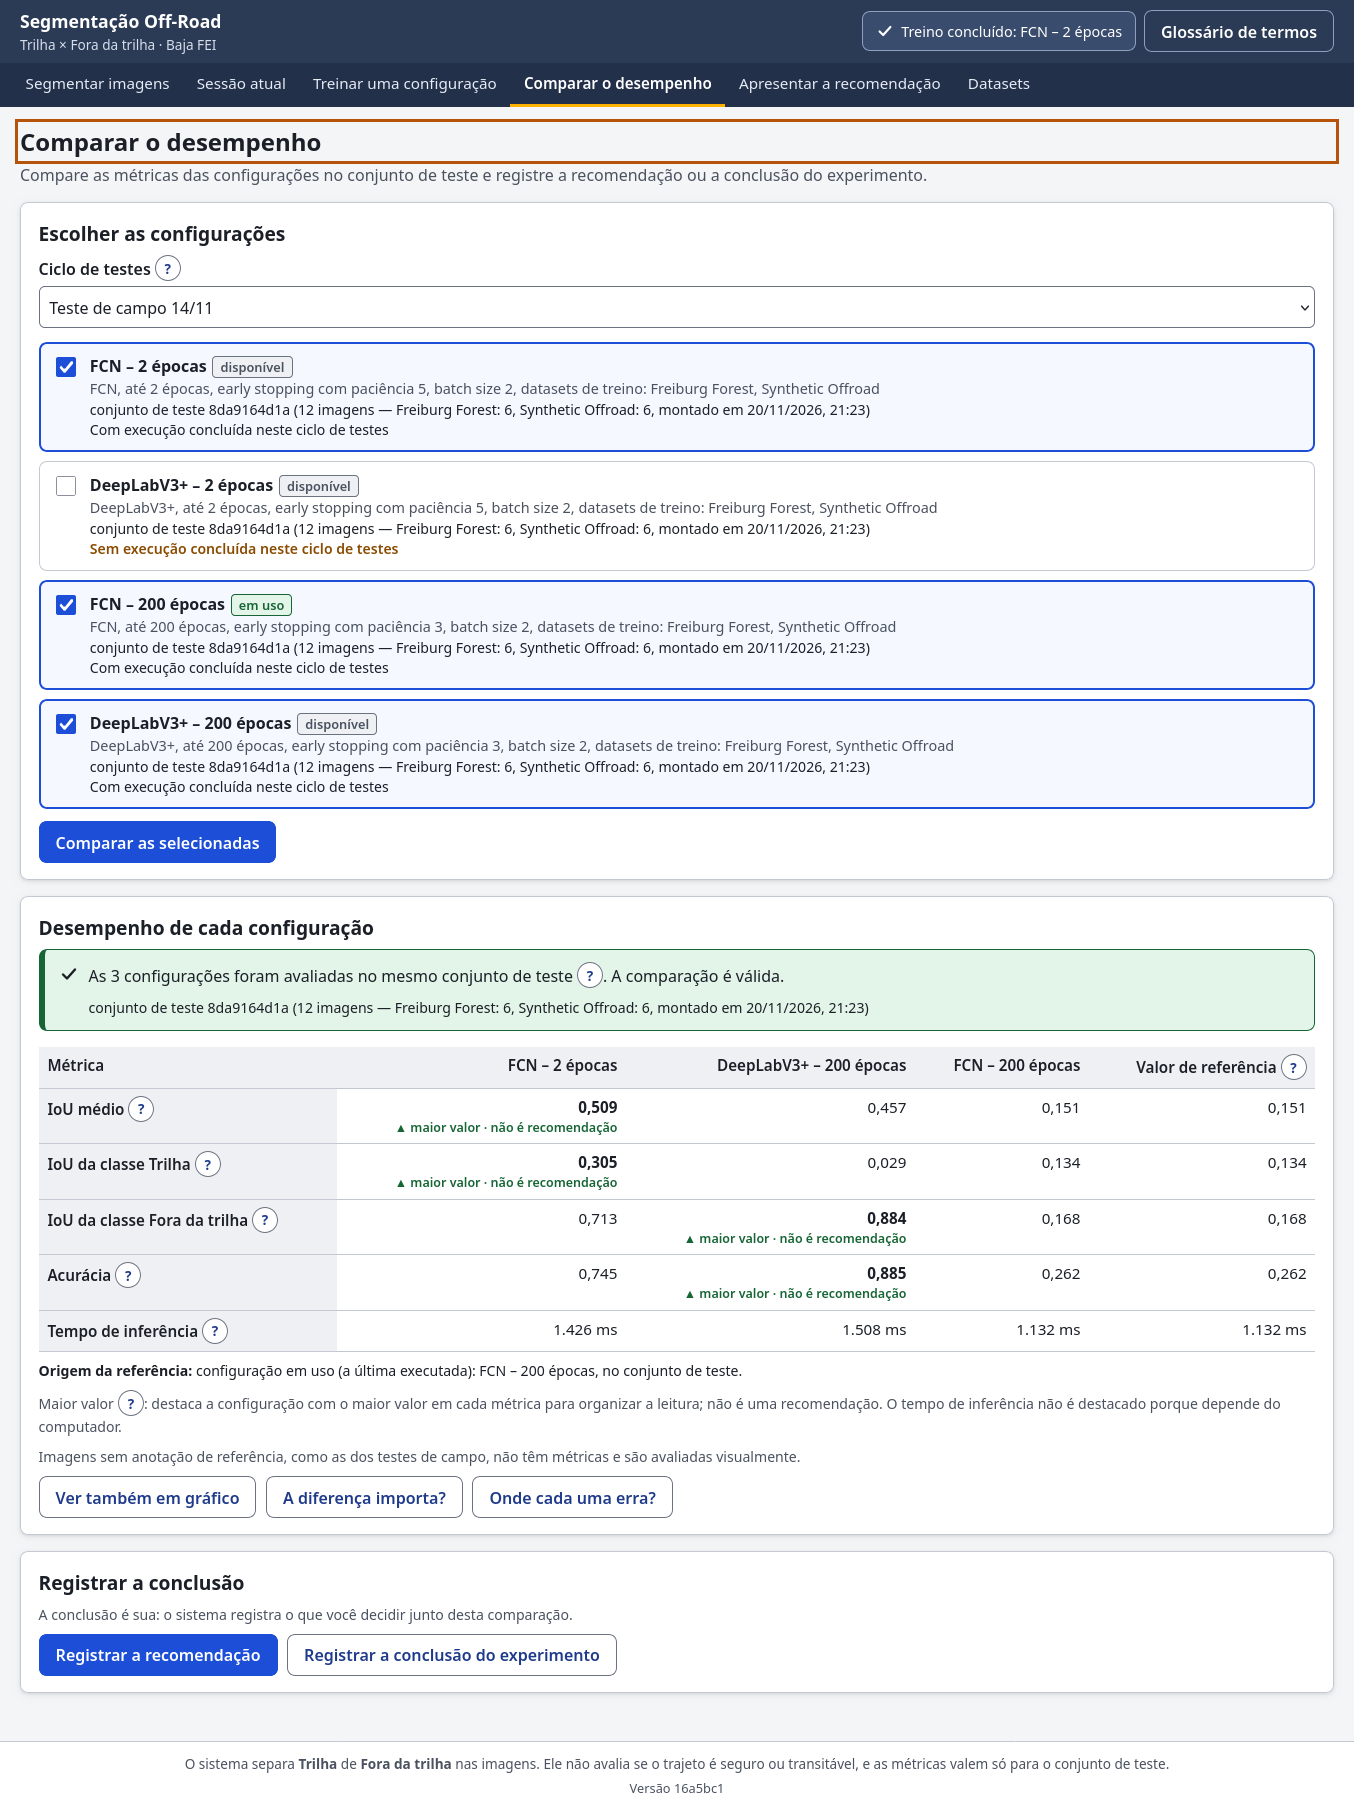 Segmentação Off-Road
Trilha × Fora da trilha · Baja FEI
Treino concluído: FCN – 2 épocas
Glossário de termos
Segmentar imagens
Sessão atual
Treinar uma configuração
Comparar o desempenho
Apresentar a recomendação
Datasets
Comparar o desempenho
Compare as métricas das configurações no conjunto de teste e registre a recomendação ou a conclusão do experimento.
Escolher as configurações
Ciclo de testes ?
Teste de campo 14/11
FCN – 2 épocas disponível
FCN, até 2 épocas, early stopping com paciência 5, batch size 2, datasets de treino: Freiburg Forest, Synthetic Offroad
conjunto de teste 8da9164d1a (12 imagens — Freiburg Forest: 6, Synthetic Offroad: 6, montado em 20/11/2026, 21:23)
Com execução concluída neste ciclo de testes
DeepLabV3+ – 2 épocas disponível
DeepLabV3+, até 2 épocas, early stopping com paciência 5, batch size 2, datasets de treino: Freiburg Forest, Synthetic Offroad
conjunto de teste 8da9164d1a (12 imagens — Freiburg Forest: 6, Synthetic Offroad: 6, montado em 20/11/2026, 21:23)
Sem execução concluída neste ciclo de testes
FCN – 200 épocas em uso
FCN, até 200 épocas, early stopping com paciência 3, batch size 2, datasets de treino: Freiburg Forest, Synthetic Offroad
conjunto de teste 8da9164d1a (12 imagens — Freiburg Forest: 6, Synthetic Offroad: 6, montado em 20/11/2026, 21:23)
Com execução concluída neste ciclo de testes
DeepLabV3+ – 200 épocas disponível
DeepLabV3+, até 200 épocas, early stopping com paciência 3, batch size 2, datasets de treino: Freiburg Forest, Synthetic Offroad
conjunto de teste 8da9164d1a (12 imagens — Freiburg Forest: 6, Synthetic Offroad: 6, montado em 20/11/2026, 21:23)
Com execução concluída neste ciclo de testes
Comparar as selecionadas
Desempenho de cada configuração
As 3 configurações foram avaliadas no mesmo conjunto de teste ?. A comparação é válida.
conjunto de teste 8da9164d1a (12 imagens — Freiburg Forest: 6, Synthetic Offroad: 6, montado em 20/11/2026, 21:23)
Métrica FCN – 2 épocas DeepLabV3+ – 200 épocas FCN – 200 épocas Valor de referência ?
IoU médio ? 0,509 0,457 0,151 0,151
▲ maior valor · não é recomendação
IoU da classe Trilha ? 0,305 0,029 0,134 0,134
▲ maior valor · não é recomendação
IoU da classe Fora da trilha ? 0,713 0,884 0,168 0,168
▲ maior valor · não é recomendação
Acurácia ? 0,745 0,885 0,262 0,262
▲ maior valor · não é recomendação
Tempo de inferência ? 1.426 ms 1.508 ms 1.132 ms 1.132 ms
Origem da referência: configuração em uso (a última executada): FCN – 200 épocas, no conjunto de teste.
Maior valor ?: destaca a configuração com o maior valor em cada métrica para organizar a leitura; não é uma recomendação. O tempo de inferência não é destacado porque depende do
computador.
Imagens sem anotação de referência, como as dos testes de campo, não têm métricas e são avaliadas visualmente.
Ver também em gráfico
A diferença importa?
Onde cada uma erra?
Registrar a conclusão
A conclusão é sua: o sistema registra o que você decidir junto desta comparação.
Registrar a recomendação
Registrar a conclusão do experimento
O sistema separa Trilha de Fora da trilha nas imagens. Ele não avalia se o trajeto é seguro ou transitável, e as métricas valem só para o conjunto de teste.
Versão 16a5bc1